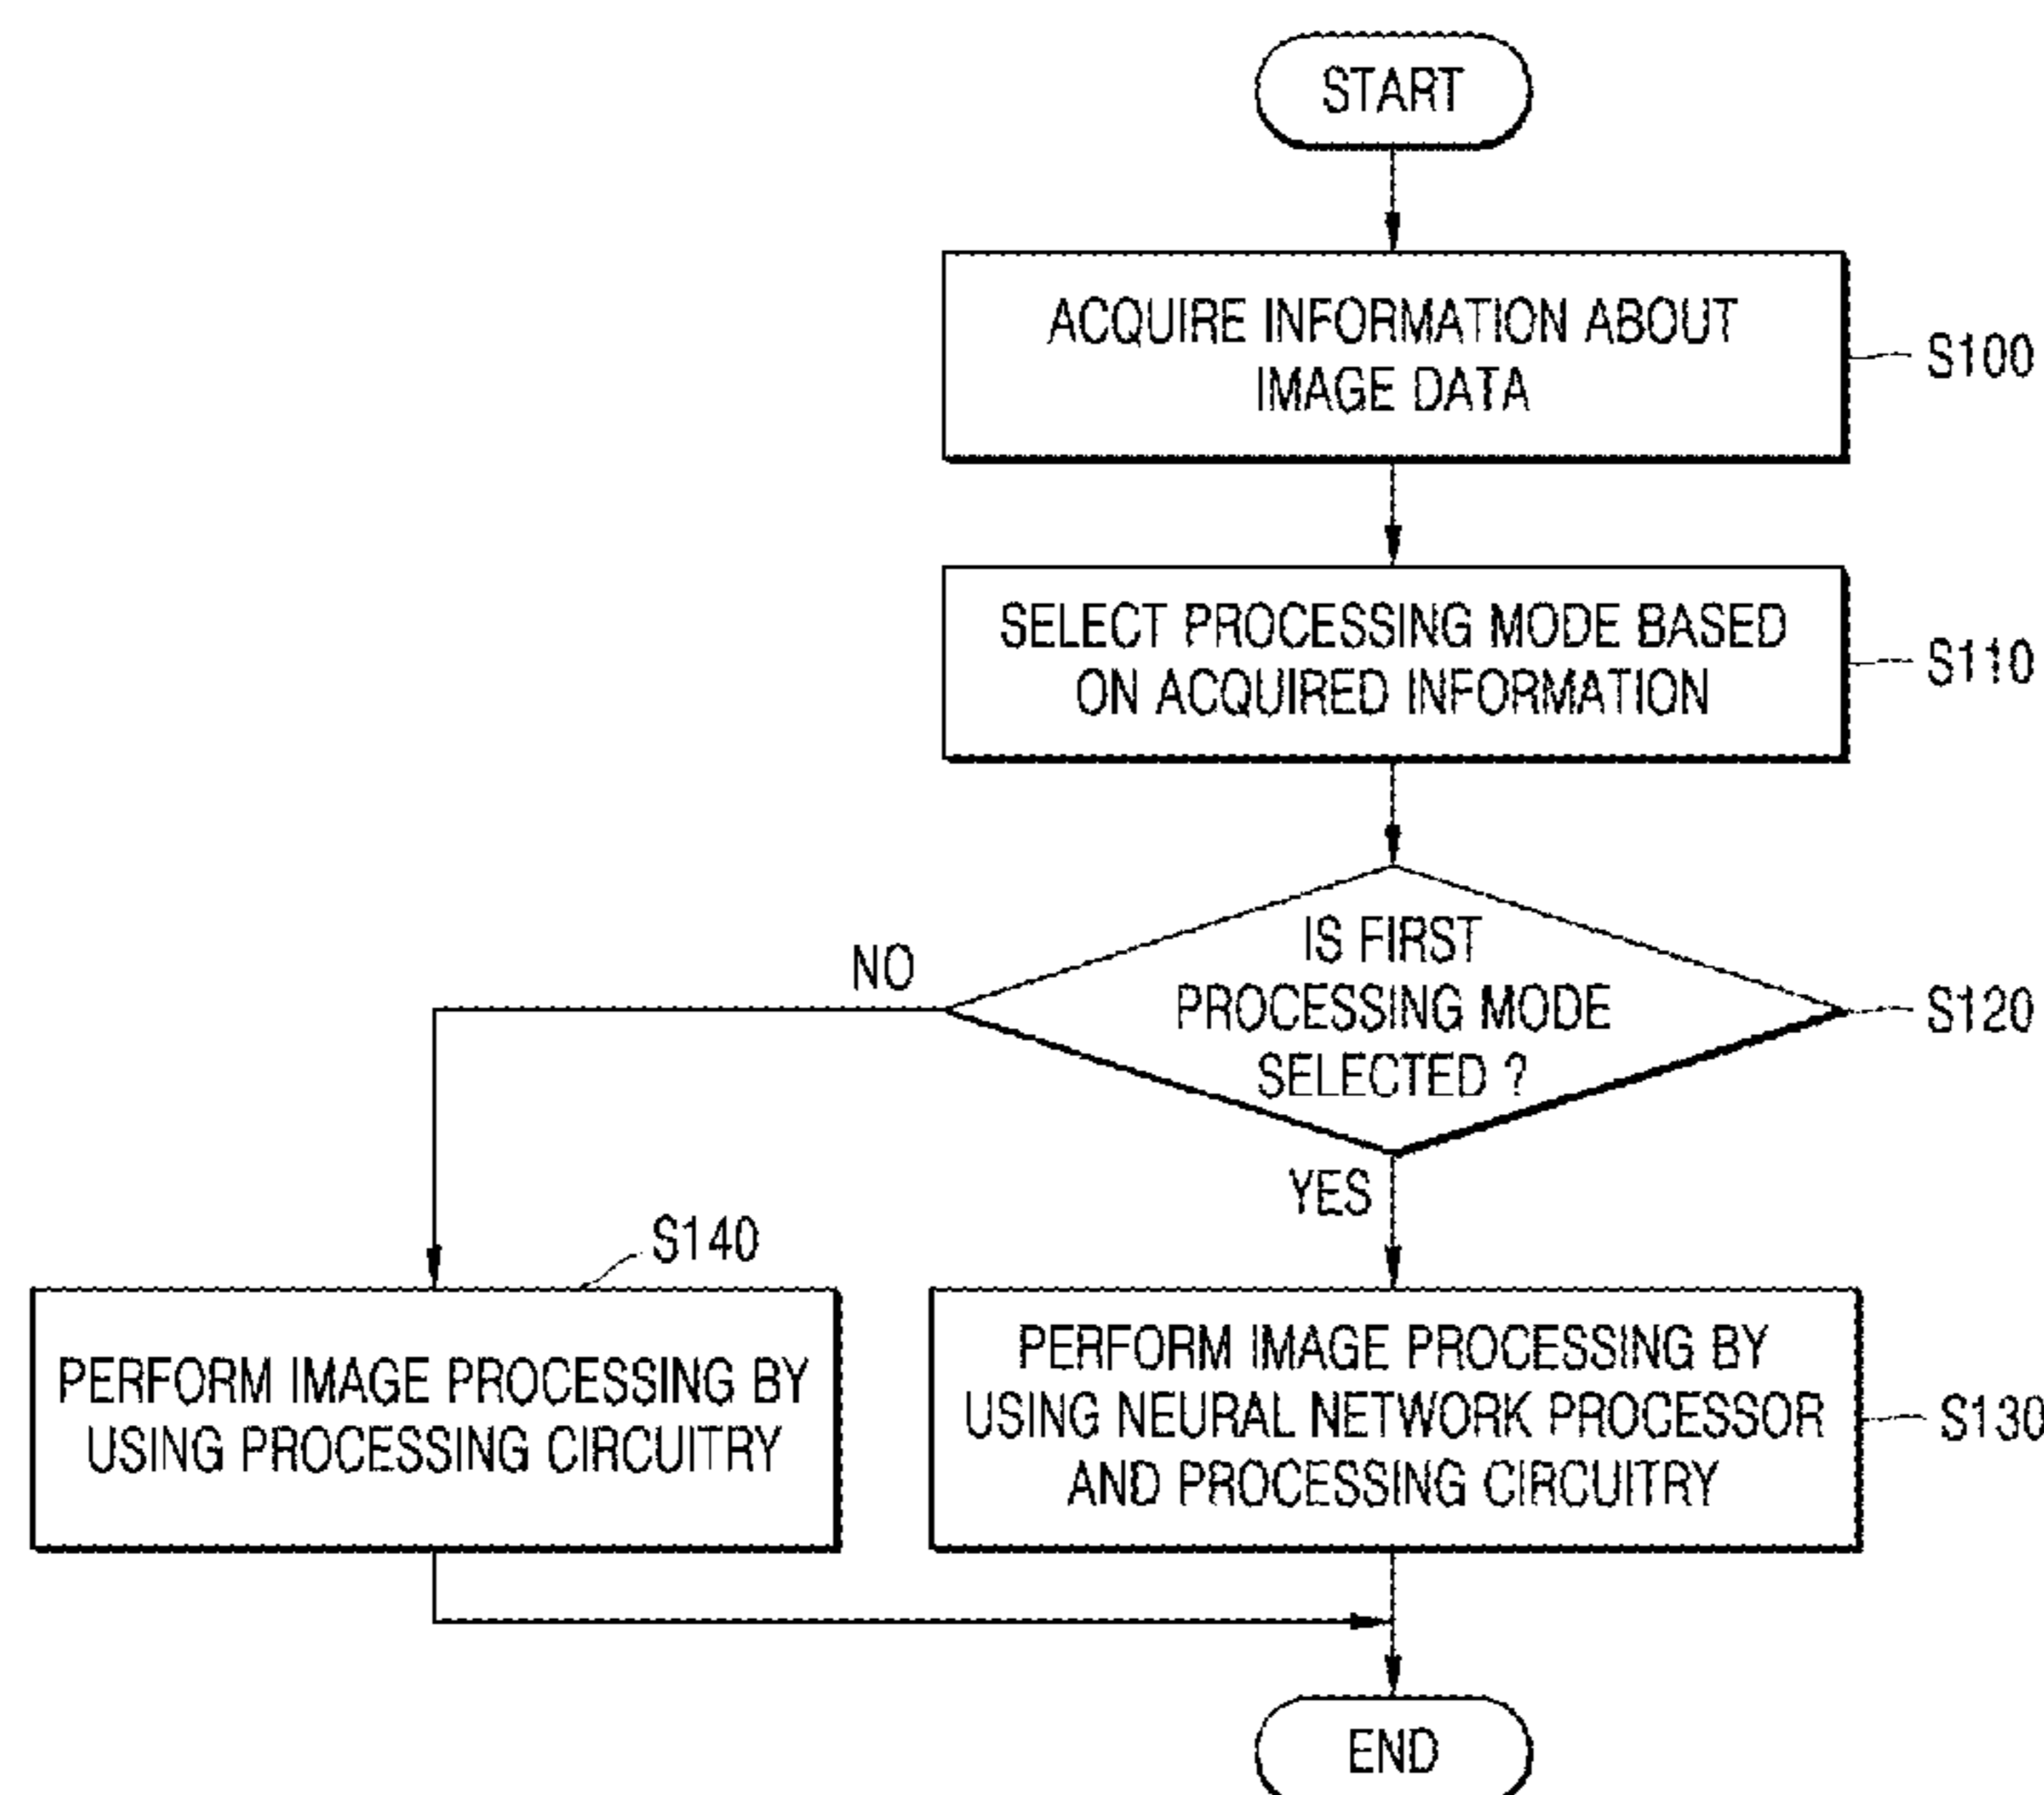 START
ACQUIRE INFORMATION ABOUT
IMAGE DATA
S100
SELECT PROCESSING MODE BASED
ON ACQUIRED INFORMATION
S110
IS FIRST
PROCESSING MODE
SELECTED ?
S120
NO
YES
S140
PERFORM IMAGE PROCESSING BY
USING PROCESSING CIRCUITRY
PERFORM IMAGE PROCESSING BY
USING NEURAL NETWORK PROCESSOR
AND PROCESSING CIRCUITRY
S130
END